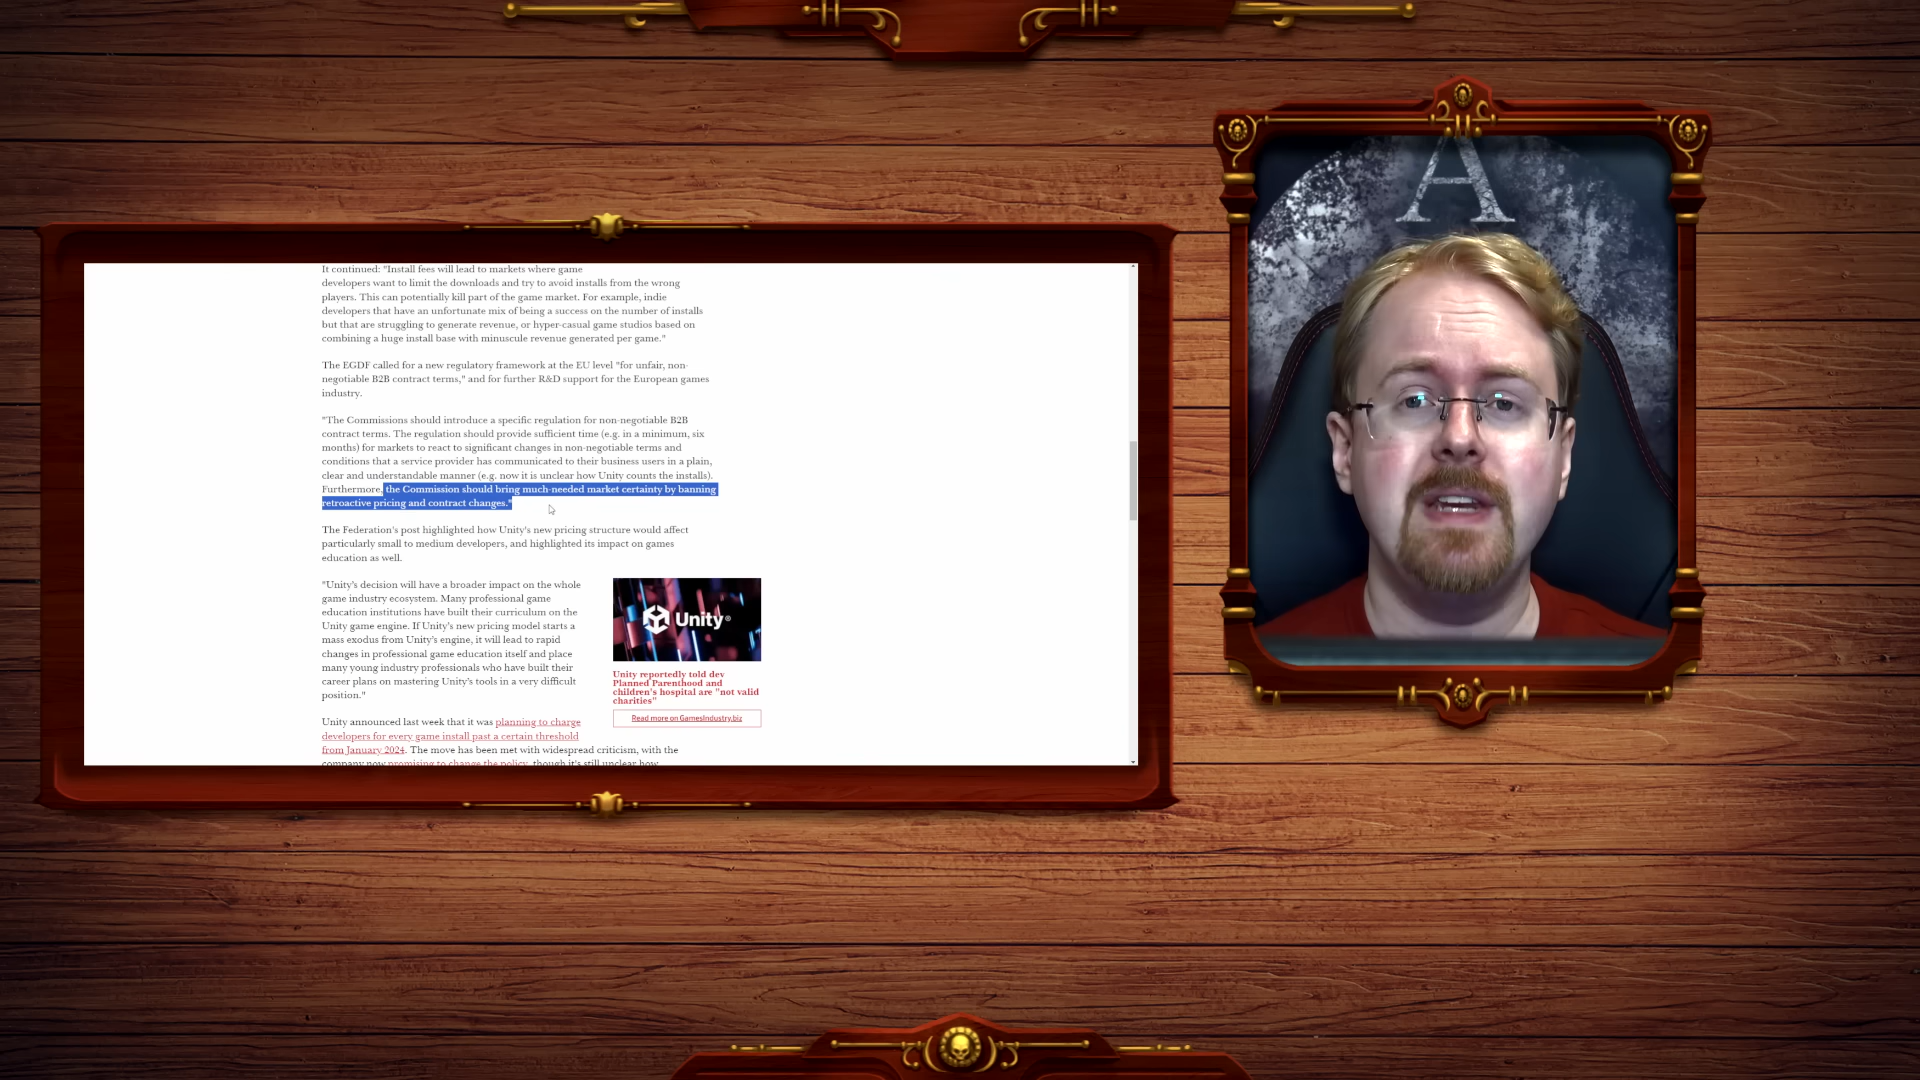 It continued: "Install fees will lead to markets where game
developers want to limit the downloads and try to avoid installs from the wrong
players. This can potentially kill part of the game market. For example, indie
developers that have an unfortunate mix of being a success on the number of installs
but that are struggling to generate revenue, or hyper-casual game studios based on
combining a huge install base with minuscule revenue generated per game."
The EGDF called for a new regulatory framework at the EU level "for unfair, non-
negotiable B2B contract terms," and for further R&D support for the European games
industry.
"The Commissions should introduce a specific regulation for non-negotiable B2B
contract terms. The regulation should provide sufficient time (e.g. in a minimum, six
months) for markets to react to significant changes in non-negotiable terms and
conditions that a service provider has communicated to their business users in a plain,
clear and understandable manner (e.g. now it is unclear how Unity counts the installs).
Furthermore, the Commission should bring much-needed market certainty by banning
retroactive pricing and contract changes."
The Federation's post highlighted how Unity's new pricing structure would affect
particularly small to medium developers, and highlighted its impact on games
education as well.
"Unity's decision will have a broader impact on the whole
game industry ecosystem. Many professional game
education institutions have built their curriculum on the
Unity game engine. If Unity's new pricing model starts a
mass exodus from Unity's engine, it will lead to rapid
changes in professional game education itself and place
many young industry professionals who have built their
career plans on mastering Unity's tools in a very difficult
position."
Unity®
Unity reportedly told dev
Planned Parenthood and
children's hospital are "not valid
charities"
Read more on GamesIndustry.biz
Unity announced last week that it was planning to charge
developers for every game install past a certain threshold
from January 2024. The move has been met with widespread criticism, with the
company now promising to change the policy, though it's still unclear how
A